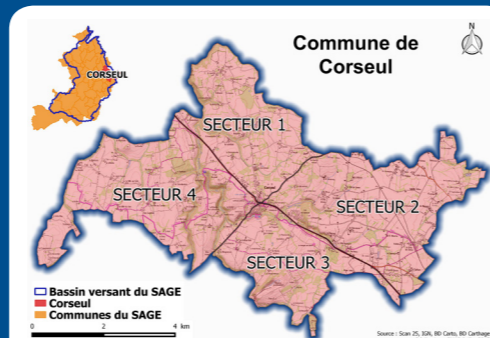 Commune de
Corseul
N
CORSEUL
SECTEUR 1
SECTEUR 4
SECTEUR 2
SECTEUR 3
Bassin versant du SAGE
Corseul
Communes du SAGE
0 2 4 km
Source : Scan 25, IGN, BD Carto, BD Carthage